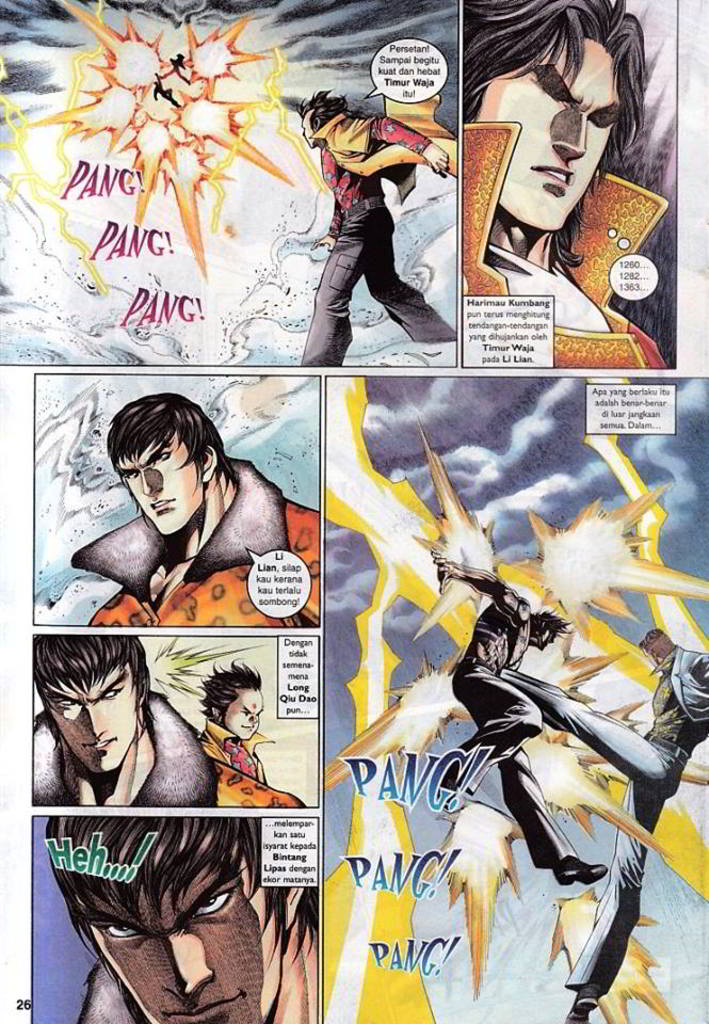 Persetan!
Sampai begitu
kuat dan hebat
Timur Waja
itu!
PANG!
PANG!
PANG!
1260...
1282...
1363...
Harimau Kumbang
pun terus menghitung
tendangan-tendangan
yang dihujankan oleh
Timur Waja
pada Li Lian.
Li
Lian, silap
kau kerana
kau terlalu
sombong!
Dengan
tidak
semena-
mena
Long
Qiu Dao
pun...
Heh....!
...melempar-
kan satu
isyarat kepada
Bintang
Lipas dengan
ekor matanya.
Apa yang berlaku itu
adalah benar-benar
di luar jangkaan
semua. Dalam...
PANG!
PANG!
PANG!
26